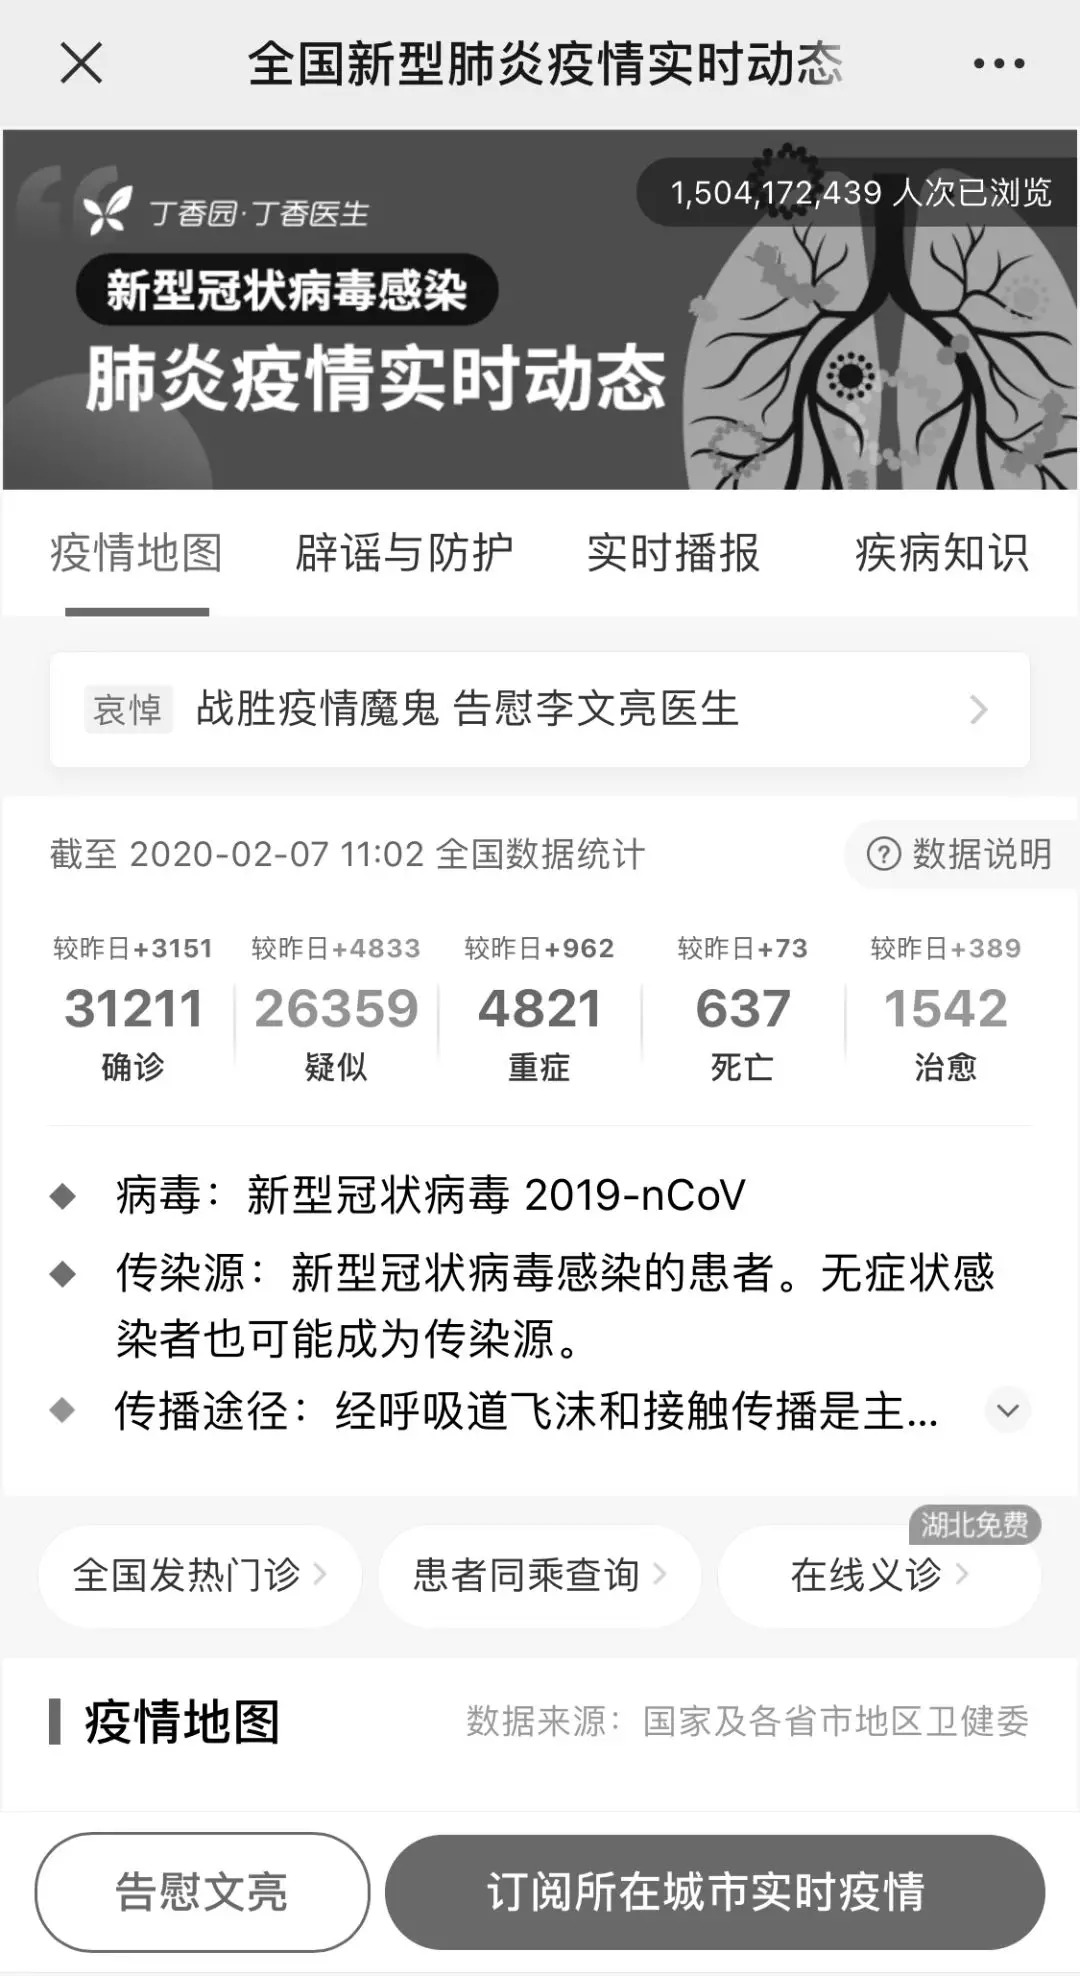 全国新型肺炎疫情实时动态
丁香园·丁香医生
1,504,172,439 人次已浏览
新型冠状病毒感染
肺炎疫情实时动态
疫情地图 辟谣与防护 实时播报 疾病知识
哀悼 战胜疫情魔鬼 告慰李文亮医生
截至 2020-02-07 11:02 全国数据统计 ? 数据说明
较昨日+3151 较昨日+4833 较昨日+962 较昨日+73 较昨日+389
31211 26359 4821 637 1542
确诊 疑似 重症 死亡 治愈
病毒：新型冠状病毒 2019-nCoV
传染源：新型冠状病毒感染的患者。无症状感
染者也可能成为传染源。
传播途径：经呼吸道飞沫和接触传播是主...
湖北免费
全国发热门诊 患者同乘查询 在线义诊
疫情地图 数据来源：国家及各省市地区卫健委
告慰文亮 订阅所在城市实时疫情